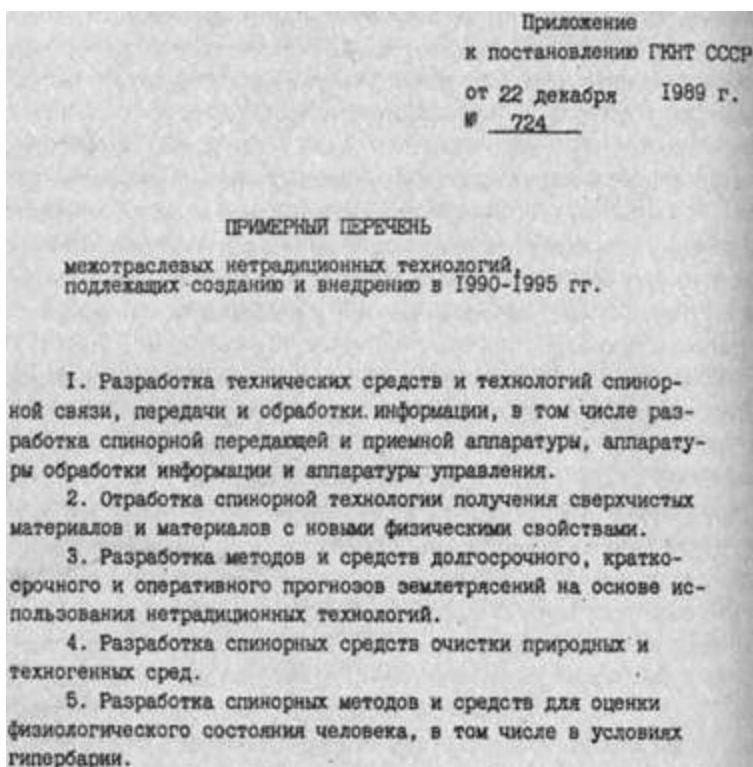 Приложение
к постановлению ГКНТ СССР
от 22 декабря 1989 г.
№ 724
ПРИМЕРНЫЙ ПЕРЕЧЕНЬ
межотраслевых нетрадиционных технологий,
подлежащих созданию и внедрению в 1990-1995 гг.
1. Разработка технических средств и технологий спинор-
ной связи, передачи и обработки информации, в том числе раз-
работка спинорной передающей и приемной аппаратуры, аппарату-
ры обработки информации и аппаратуры управления.
2. Отработка спинорной технологии получения сверхчистых
материалов и материалов с новыми физическими свойствами.
3. Разработка методов и средств долгосрочного, кратко-
срочного и оперативного прогнозов землетрясений на основе ис-
пользования нетрадиционных технологий.
4. Разработка спинорных средств очистки природных и
техногенных сред.
5. Разработка спинорных методов и средств для оценки
физиологического состояния человека, в том числе в условиях
гипербарии.